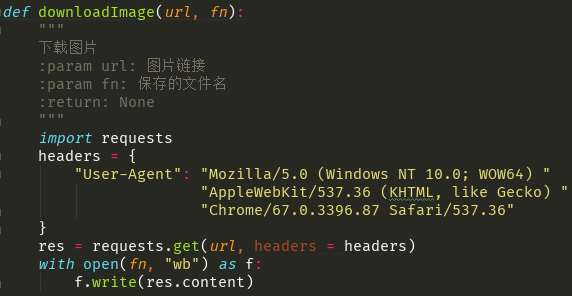 def downloadImage(url, fn):
    """
    下载图片
    :param url: 图片链接
    :param fn: 保存的文件名
    :return: None
    """
    import requests
    headers = {
        "User-Agent": "Mozilla/5.0 (Windows NT 10.0; WOW64) "
                      "AppleWebKit/537.36 (KHTML, like Gecko) "
                      "Chrome/67.0.3396.87 Safari/537.36"
    }
    res = requests.get(url, headers = headers)
    with open(fn, "wb") as f:
        f.write(res.content)